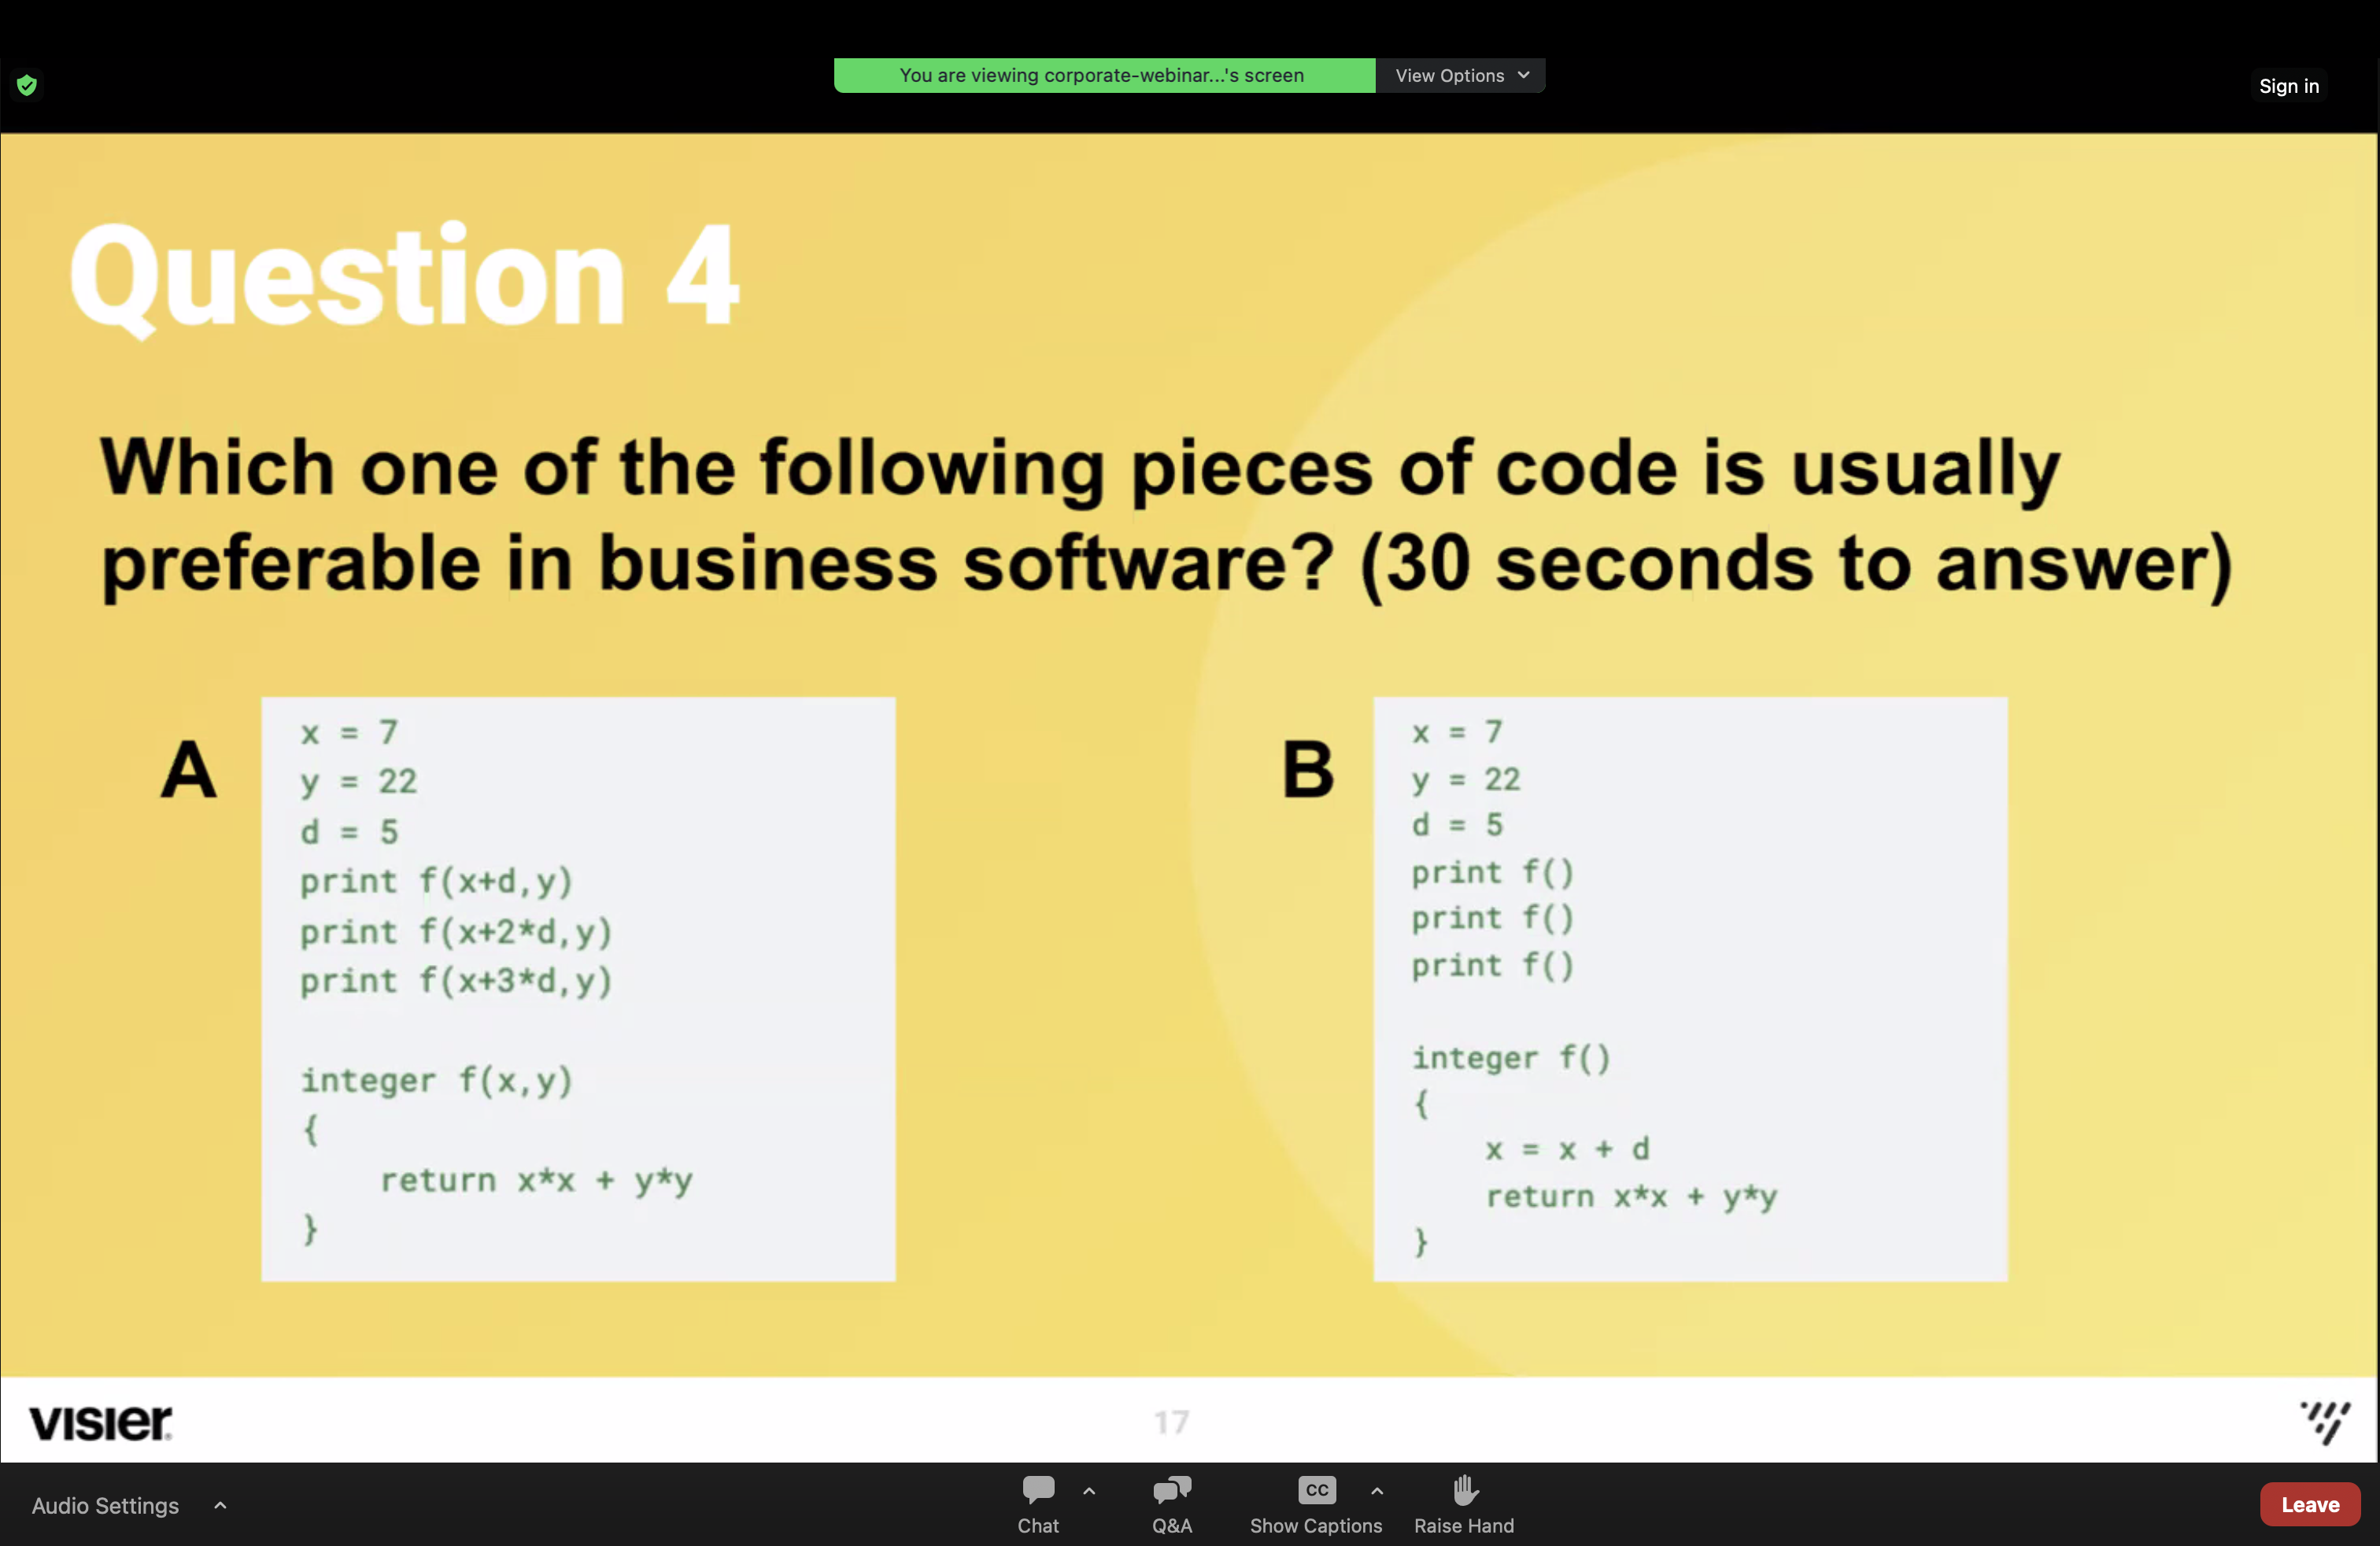 You are viewing corporate-webinar...'s screen
View Options
Sign in
Question 4
Which one of the following pieces of code is usually
preferable in business software? (30 seconds to answer)
A
x = 7
y = 22
d = 5
print f(x+d,y)
print f(x+2*d,y)
print f(x+3*d,y)
integer f(x,y)
{
return x*x + y*y
}
B
x = 7
y = 22
d = 5
print f()
print f()
print f()
integer f()
{
x = x + d
return x*x + y*y
}
VISIER
17
Audio Settings
Chat
Q&A
CC
Show Captions
Raise Hand
Leave